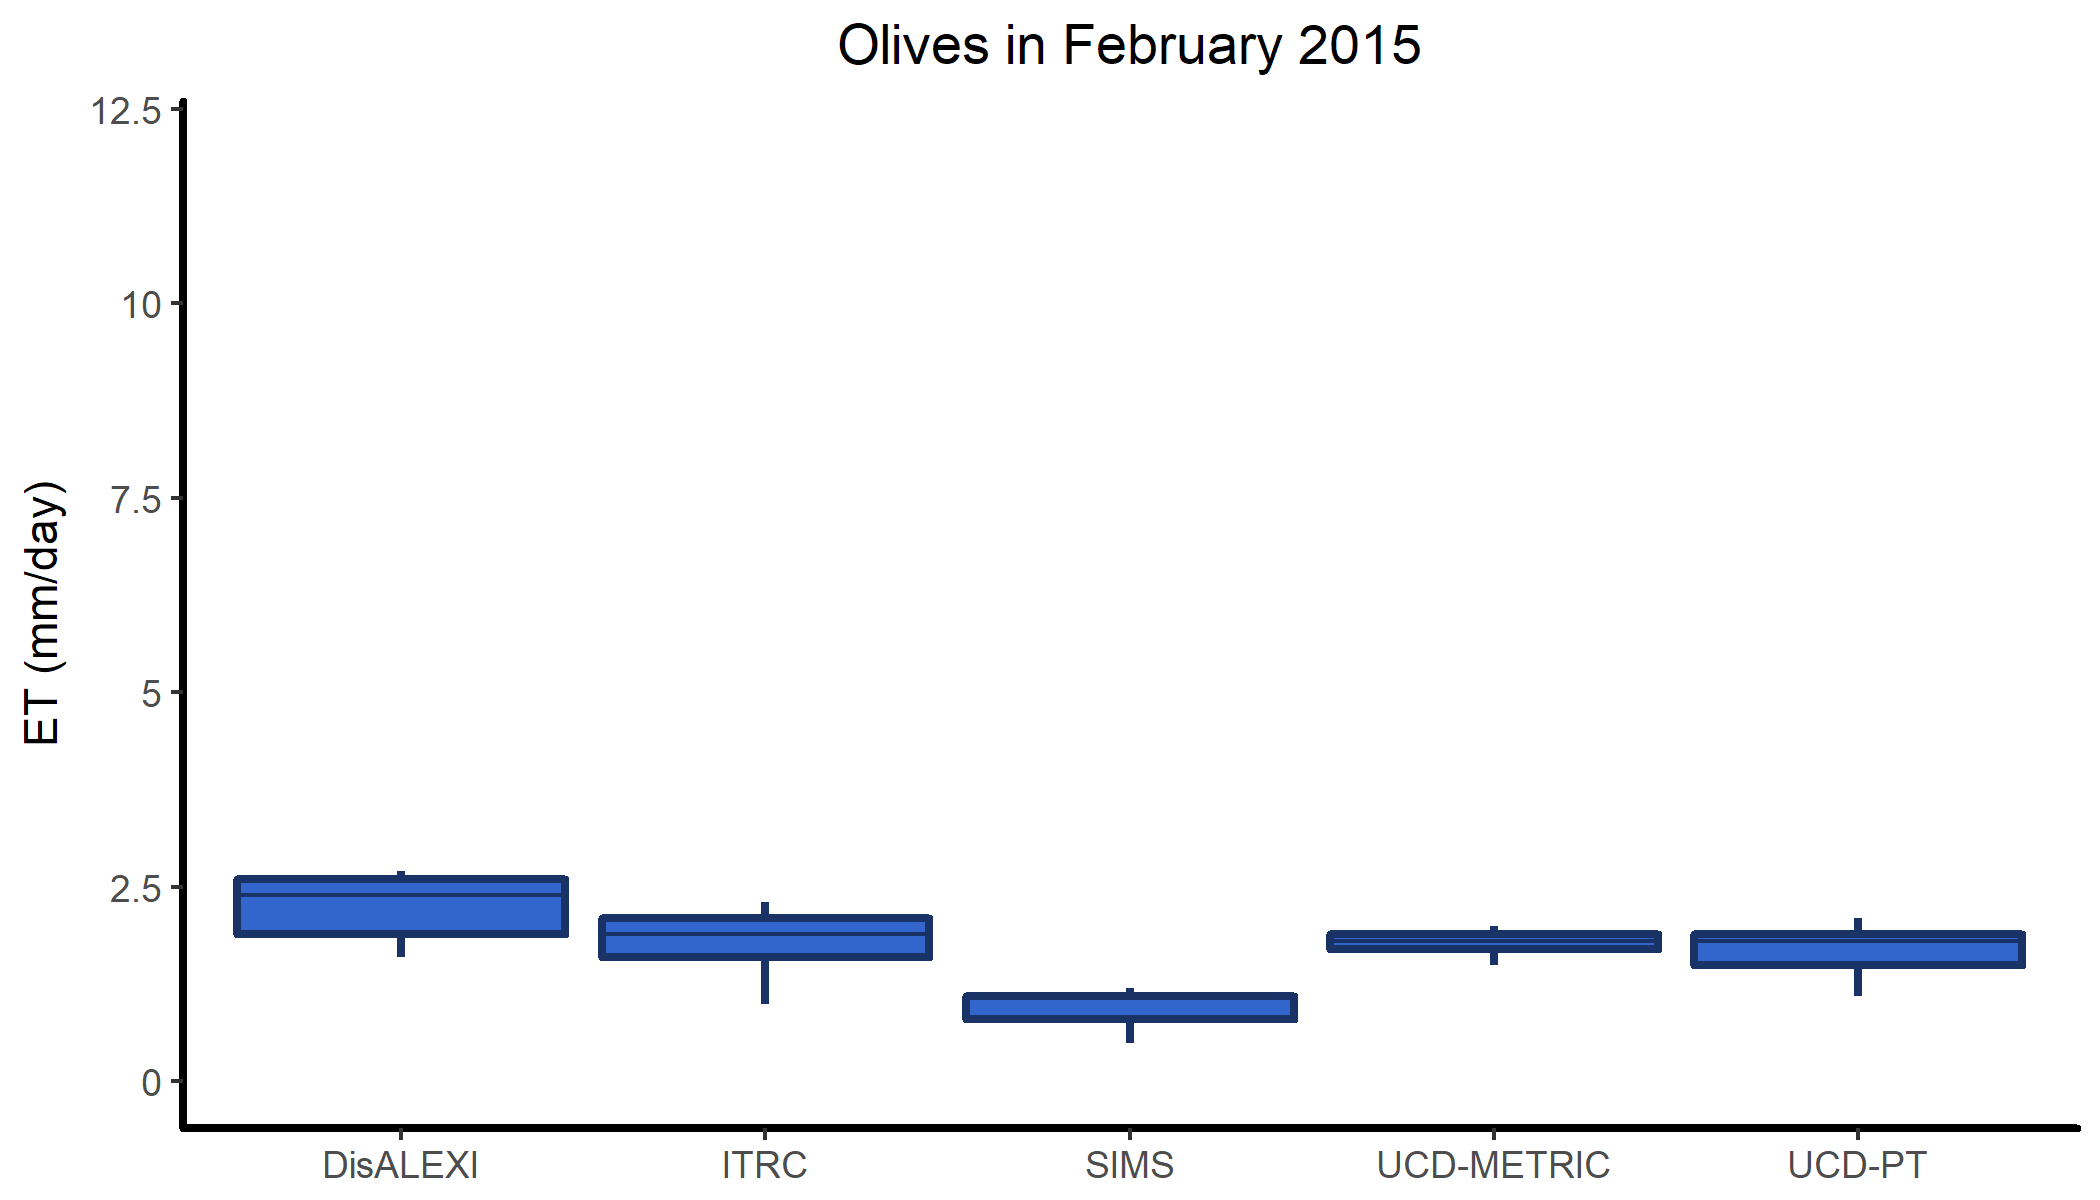 Olives in February 2015
12.5
10
7.5
5
2.5
0
ET (mm/day)
DisALEXI ITRC SIMS UCD-METRIC UCD-PT